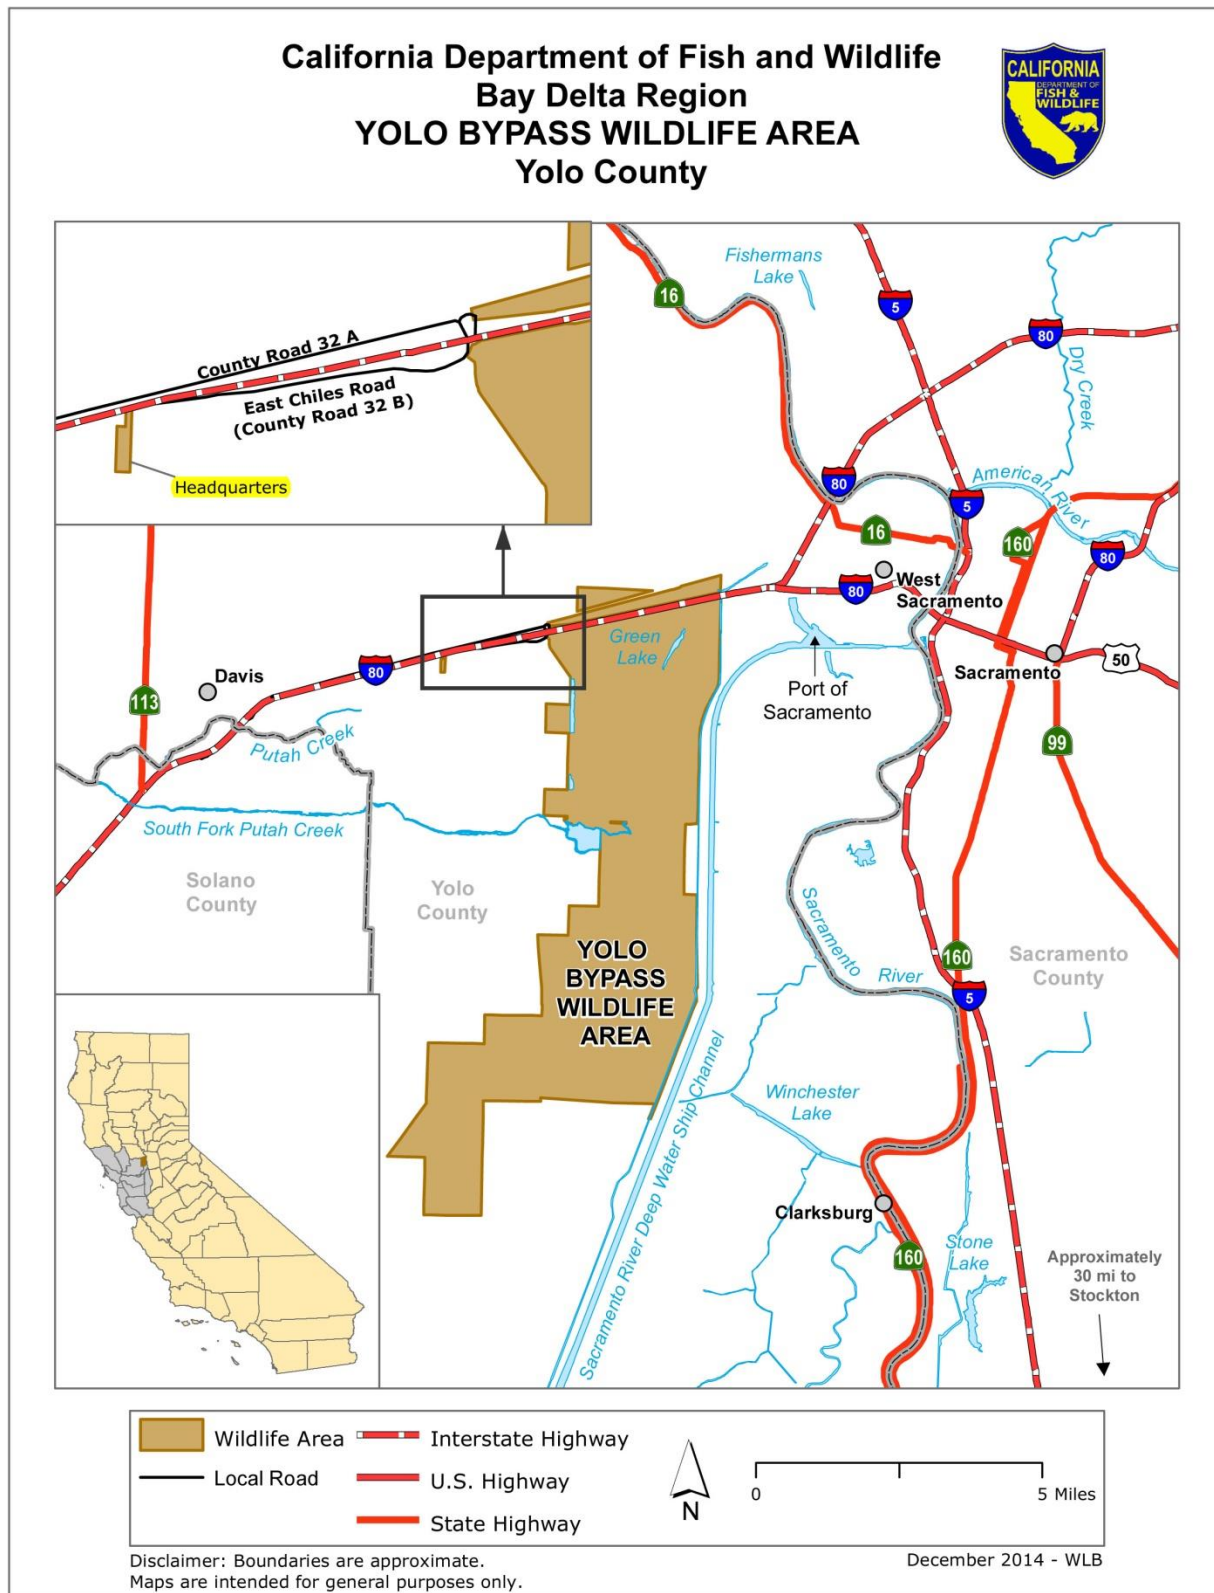 California Department of Fish and Wildlife
Bay Delta Region
YOLO BYPASS WILDLIFE AREA
Yolo County
CALIFORNIA
DEPARTMENT OF
FISH &
WILDLIFE
County Road 32 A
East Chiles Road
(County Road 32 B)
Headquarters
16
Fishermans
Lake
5
80
Dry Creek
80
5
American River
16
160
80
West
Sacramento
80
Green
Lake
Port of
Sacramento
Sacramento
50
Davis
80
113
99
Putah Creek
South Fork Putah Creek
Solano
County
Yolo
County
YOLO
BYPASS
WILDLIFE
AREA
Sacramento
River
160
Sacramento
County
5
Sacramento River Deep Water Ship Channel
Winchester
Lake
Clarksburg
160
Stone
Lake
Approximately
30 mi to
Stockton
Wildlife Area
Interstate Highway
Local Road
U.S. Highway
State Highway
N
0
5 Miles
Disclaimer: Boundaries are approximate.
Maps are intended for general purposes only.
December 2014 - WLB